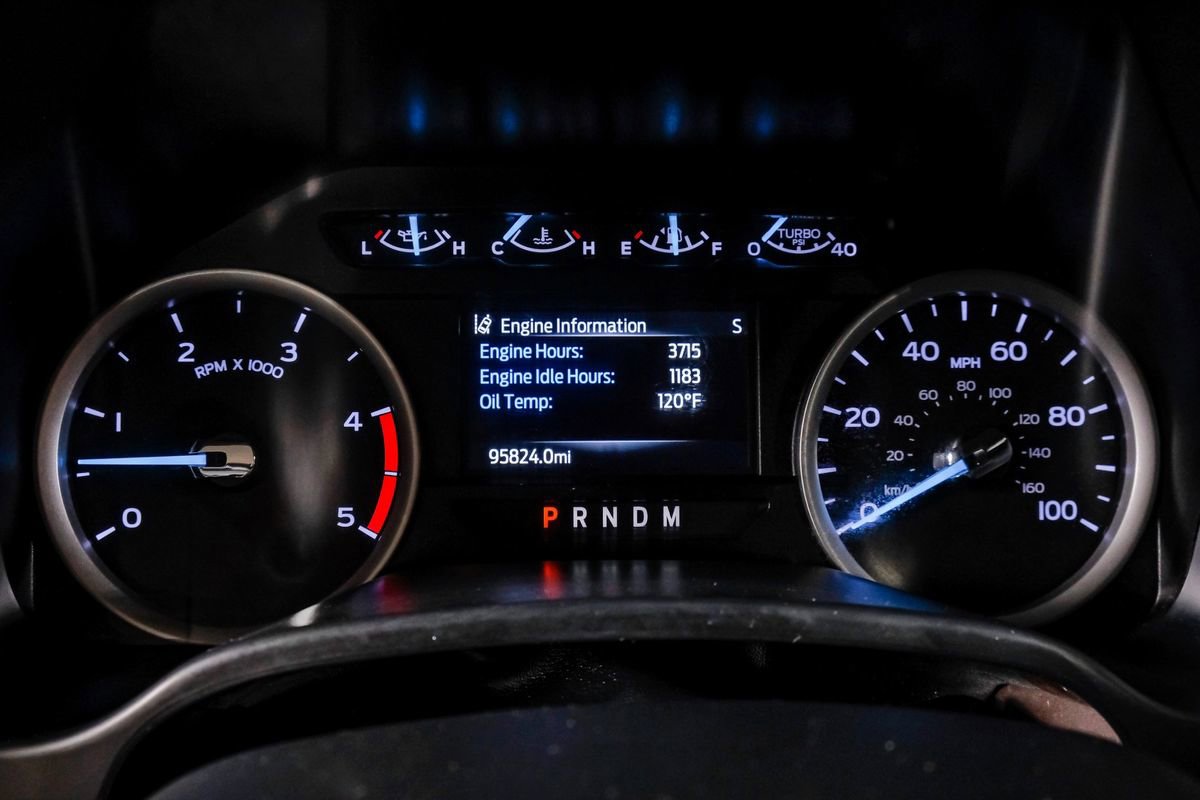 L H C H E F 0 TURBO PSI 40
Engine Information S
Engine Hours: 3715
Engine Idle Hours: 1183
Oil Temp: 120°F
95824.0mi
P R N D M
0 1 2 3 4 5
RPM X 1000
0 20 40 60 80 100
MPH
20 40 60 80 100 120 140 160
km/h